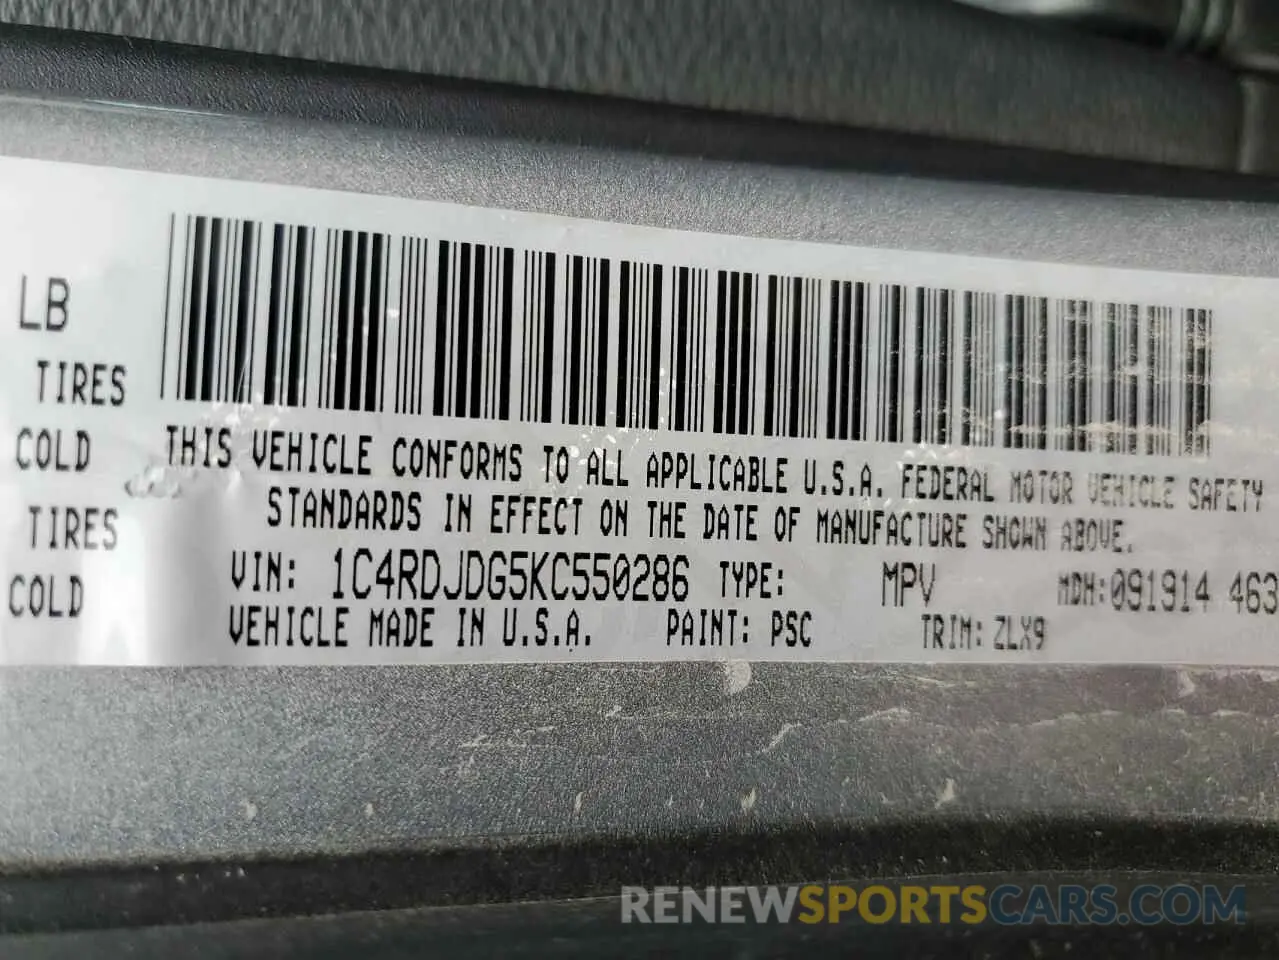 LB
TIRES
COLD
TIRES
COLD
THIS VEHICLE CONFORMS TO ALL APPLICABLE U.S.A. FEDERAL MOTOR VEHICLE SAFETY
STANDARDS IN EFFECT ON THE DATE OF MANUFACTURE SHOWN ABOVE.
VIN: 1C4RDJDG5KC550286 TYPE: MPV MDH:091914 463
VEHICLE MADE IN U.S.A. PAINT: PSC TRIM: ZLX9
RENEWSPORTSCARS.COM